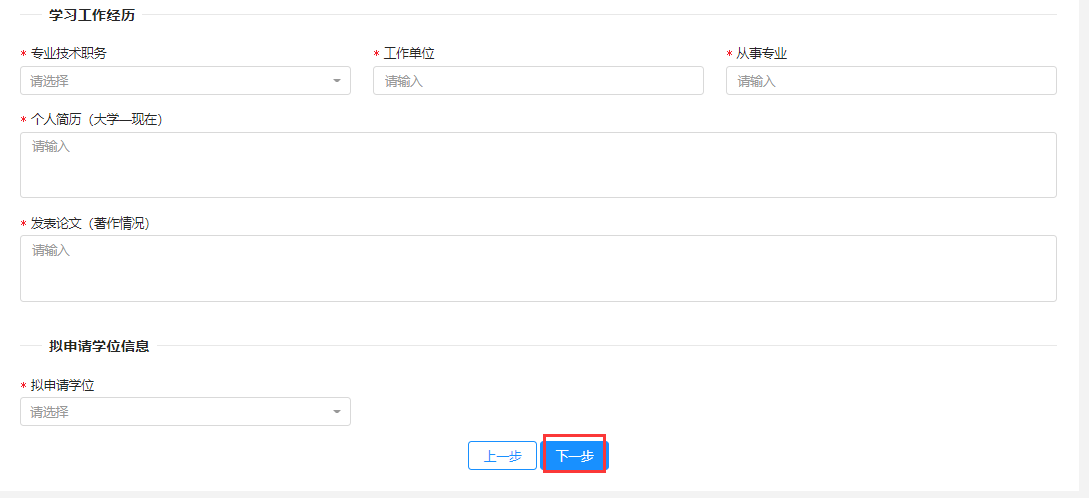 学习工作经历
* 专业技术职务 * 工作单位 * 从事专业
请选择 请输入 请输入
* 个人简历（大学—现在）
请输入
* 发表论文（著作情况）
请输入
拟申请学位信息
* 拟申请学位
请选择
上一步 下一步